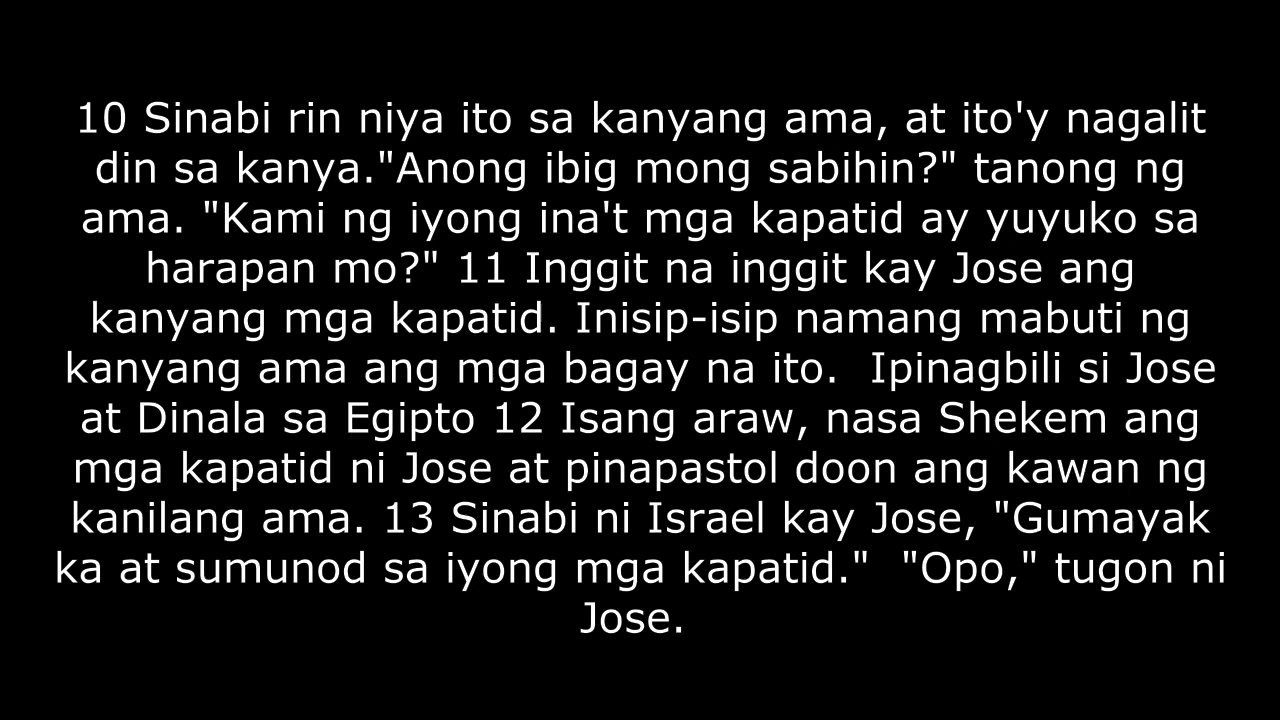 10 Sinabi rin niya ito sa kanyang ama, at ito'y nagalit
din sa kanya."Anong ibig mong sabihin?" tanong ng
ama. "Kami ng iyong ina't mga kapatid ay yuyuko sa
harapan mo?" 11 Inggit na inggit kay Jose ang
kanyang mga kapatid. Inisip-isip namang mabuti ng
kanyang ama ang mga bagay na ito.  Ipinagbili si Jose
at Dinala sa Egipto 12 Isang araw, nasa Shekem ang
mga kapatid ni Jose at pinapastol doon ang kawan ng
kanilang ama. 13 Sinabi ni Israel kay Jose, "Gumayak
ka at sumunod sa iyong mga kapatid."  "Opo," tugon ni
Jose.